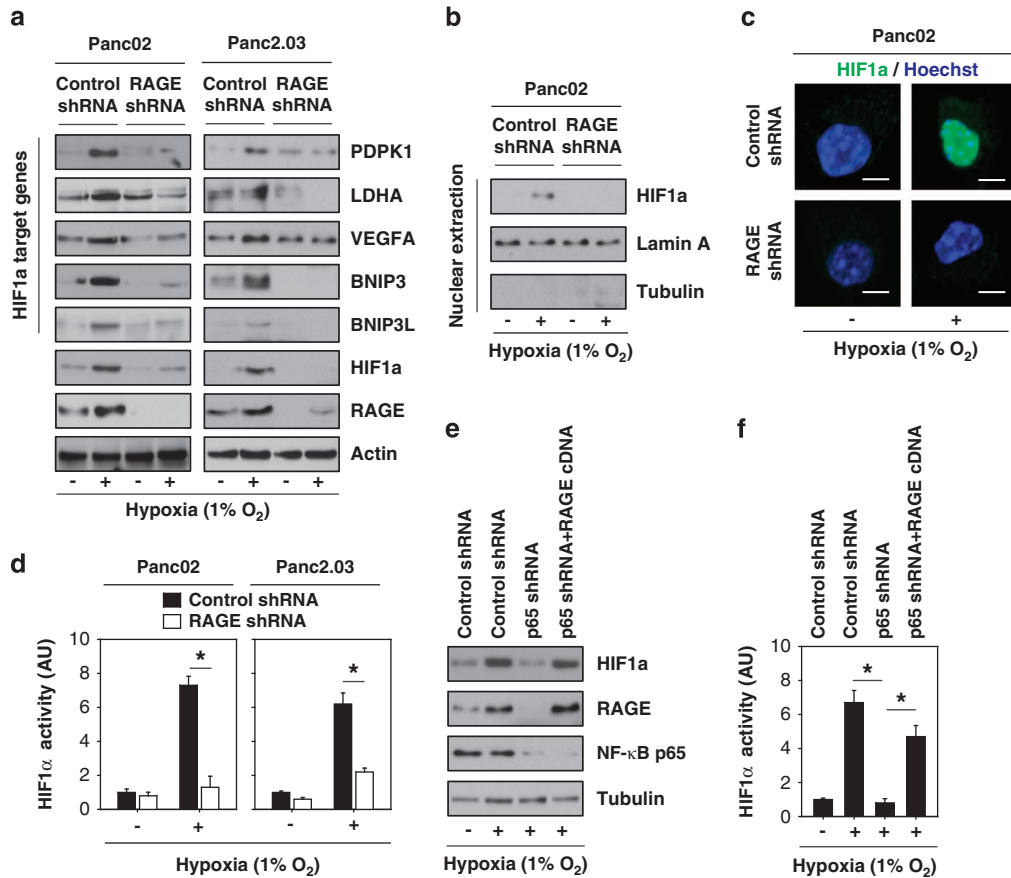 a
Panc02 Panc2.03
Control RAGE Control RAGE
shRNA shRNA shRNA shRNA
HIF1a target genes
PDPK1
LDHA
VEGFA
BNIP3
BNIP3L
HIF1a
RAGE
Actin
- + - + - + - +
Hypoxia (1% O₂)
b
Panc02
Control RAGE
shRNA shRNA
Nuclear extraction
HIF1a
Lamin A
Tubulin
- + - +
Hypoxia (1% O₂)
c
Panc02
HIF1a / Hoechst
Control
shRNA
RAGE
shRNA
- +
Hypoxia (1% O₂)
d
Panc02 Panc2.03
Control shRNA
RAGE shRNA
HIF1α activity (AU)
10
8
6
4
2
0
* *
- + - +
Hypoxia (1% O₂)
e
Control shRNA
Control shRNA
p65 shRNA
p65 shRNA+RAGE cDNA
HIF1a
RAGE
NF-κB p65
Tubulin
- + + +
Hypoxia (1% O₂)
f
Control shRNA
Control shRNA
p65 shRNA
p65 shRNA+RAGE cDNA
HIF1α activity (AU)
10
8
6
4
2
0
* *
- + + +
Hypoxia (1% O₂)